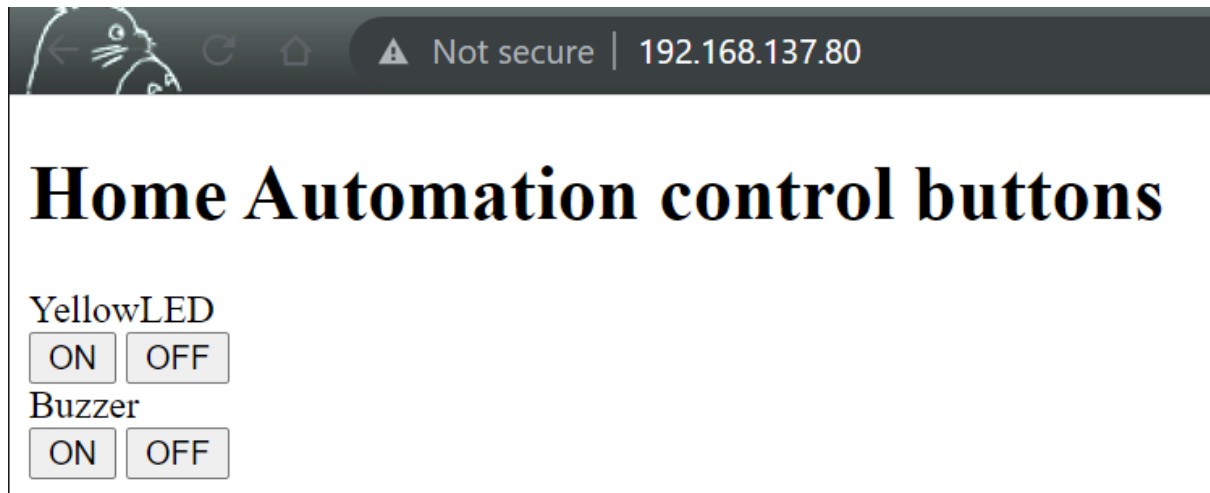 Not secure | 192.168.137.80
Home Automation control buttons
YellowLED
ON OFF
Buzzer
ON OFF